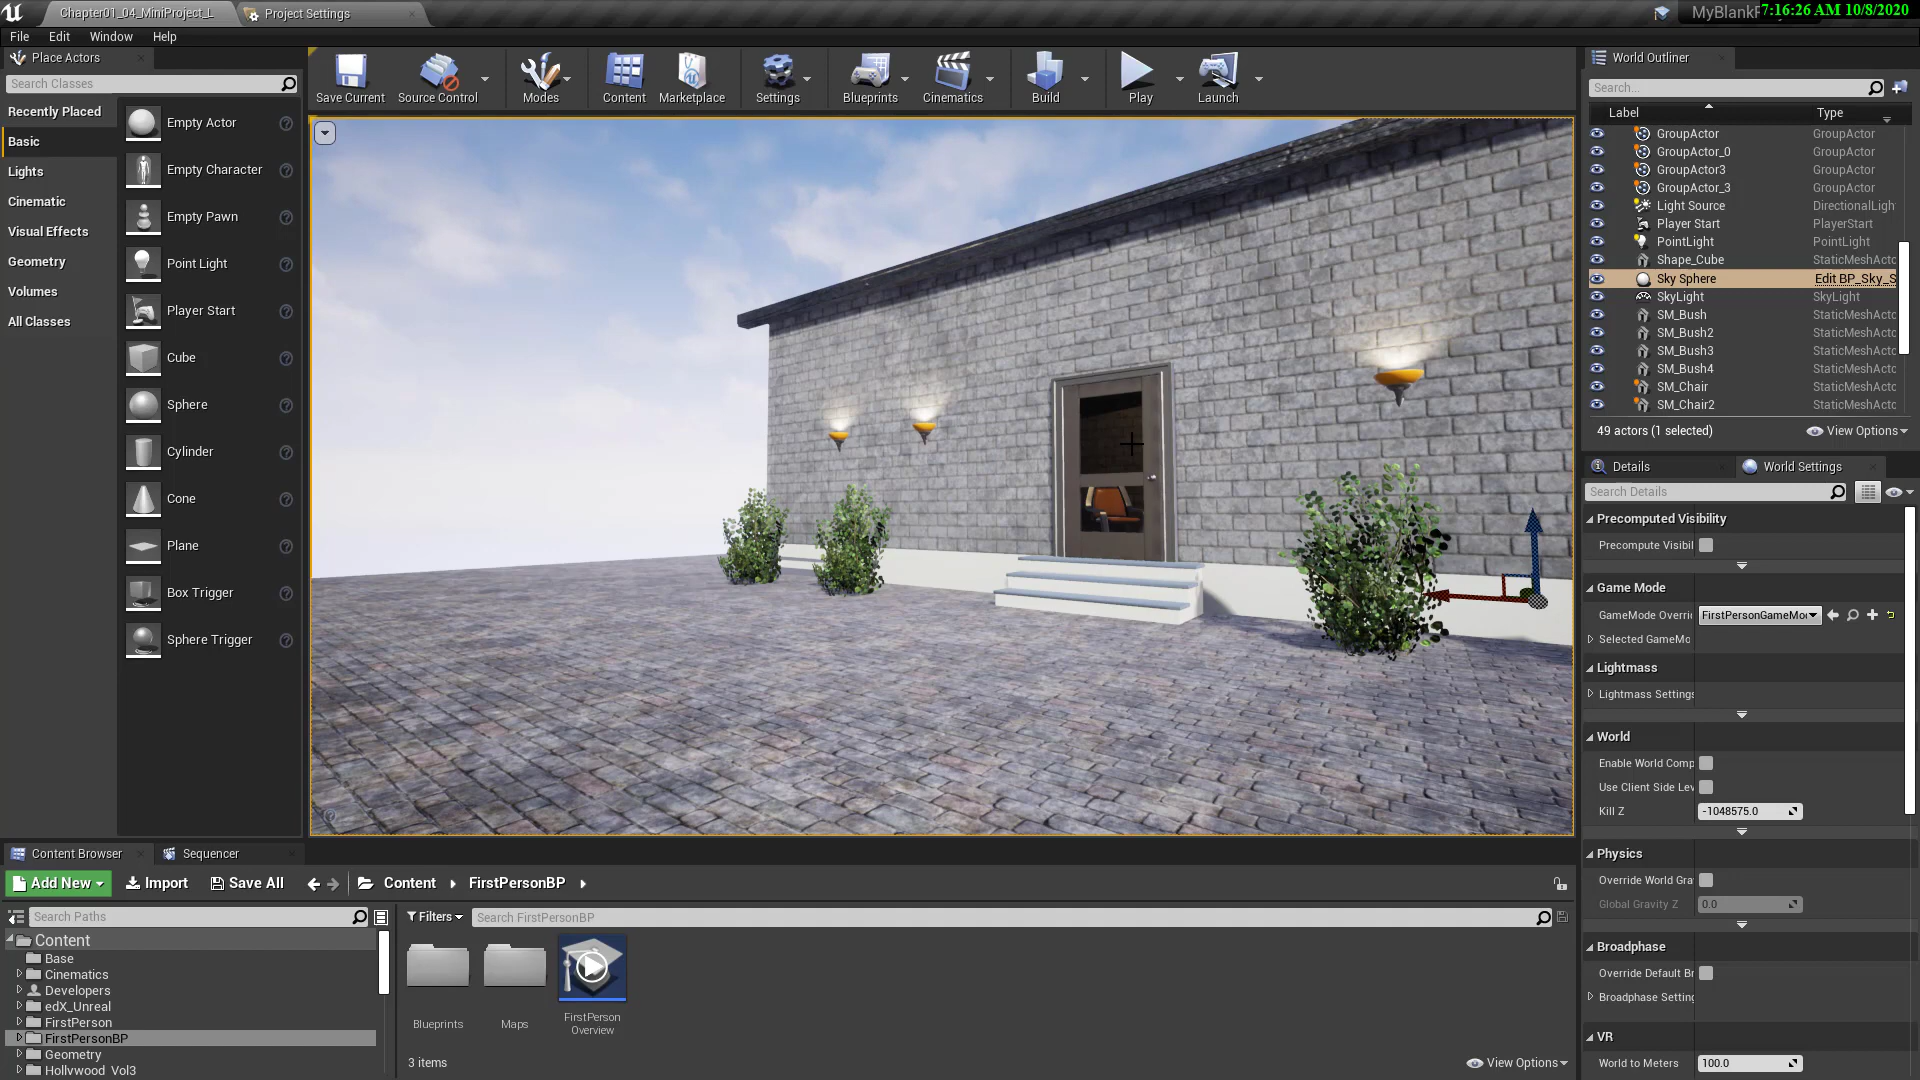 Chapter01_04_MiniProject_L
Project Settings
7:16:26 AM 10/8/2020
File Edit Window Help
Place Actors
Search Classes
Recently Placed
Basic
Lights
Cinematic
Visual Effects
Geometry
Volumes
All Classes
Empty Actor
Empty Character
Empty Pawn
Point Light
Player Start
Cube
Sphere
Cylinder
Cone
Plane
Box Trigger
Sphere Trigger
Save Current
Source Control
Modes
Content
Marketplace
Settings
Blueprints
Cinematics
Build
Play
Launch
World Outliner
Search...
Label Type
GroupActor GroupActor
GroupActor_0 GroupActor
GroupActor3 GroupActor
GroupActor_3 GroupActor
Light Source DirectionalLigh
Player Start PlayerStart
PointLight PointLight
Shape_Cube StaticMeshActo
Sky Sphere Edit BP_Sky_S
SkyLight SkyLight
SM_Bush StaticMeshActo
SM_Bush2 StaticMeshActo
SM_Bush3 StaticMeshActo
SM_Bush4 StaticMeshActo
SM_Chair StaticMeshActo
SM_Chair2 StaticMeshActo
49 actors (1 selected)
View Options
Details
World Settings
Search Details
Precomputed Visibility
Precompute Visibil
Game Mode
GameMode Overri FirstPersonGameMo
Selected GameMo
Lightmass
Lightmass Settings
World
Enable World Comp
Use Client Side Lev
Kill Z -1048575.0
Physics
Override World Gra
Global Gravity Z 0.0
Broadphase
Override Default Br
Broadphase Setting
VR
World to Meters 100.0
Content Browser
Sequencer
Add New Import Save All Content FirstPersonBP
Search Paths
Filters
Search FirstPersonBP
Content
Base
Cinematics
Developers
edX_Unreal
FirstPerson
FirstPersonBP
Geometry
Hollywood_Vol3
Blueprints
Maps
FirstPerson
Overview
3 items
View Options